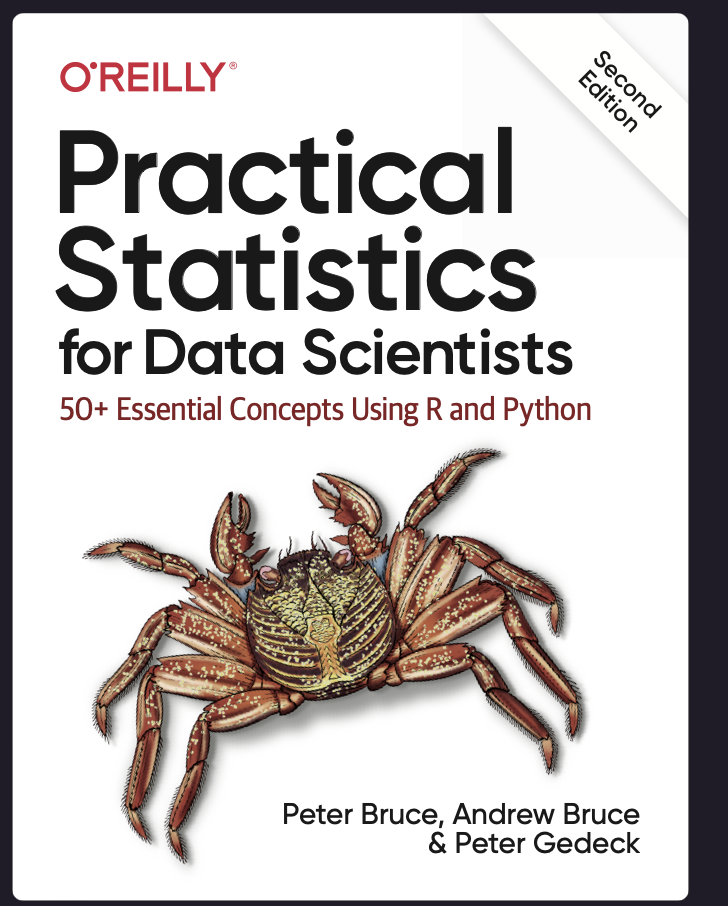 O'REILLY®
Second
Edition
Practical
Statistics
for Data Scientists
50+ Essential Concepts Using R and Python
Peter Bruce, Andrew Bruce
& Peter Gedeck